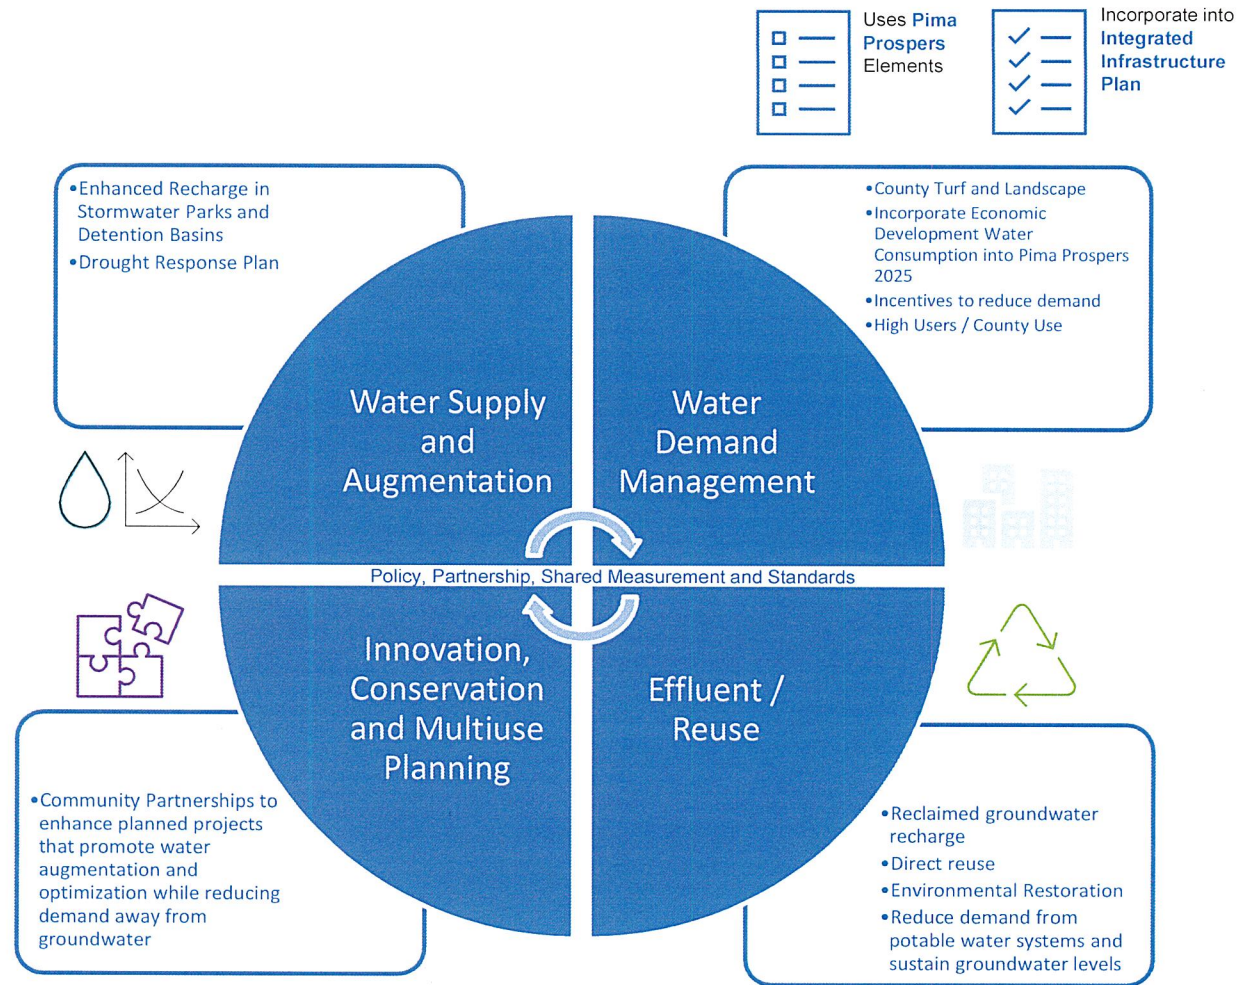 Uses Pima
Prospers
Elements
Incorporate into
Integrated
Infrastructure
Plan
•Enhanced Recharge in
Stormwater Parks and
Detention Basins
•Drought Response Plan
•County Turf and Landscape
•Incorporate Economic
Development Water
Consumption into Pima Prospers
2025
•Incentives to reduce demand
•High Users / County Use
Water Supply
and
Augmentation
Water
Demand
Management
Policy, Partnership, Shared Measurement and Standards
Innovation,
Conservation
and Multiuse
Planning
Effluent /
Reuse
•Community Partnerships to
enhance planned projects
that promote water
augmentation and
optimization while reducing
demand away from
groundwater
•Reclaimed groundwater
recharge
•Direct reuse
•Environmental Restoration
•Reduce demand from
potable water systems and
sustain groundwater levels